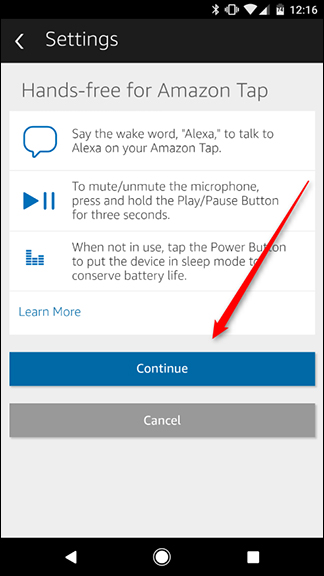 12:16
Settings
Hands-free for Amazon Tap
Say the wake word, "Alexa," to talk to
Alexa on your Amazon Tap.
To mute/unmute the microphone,
press and hold the Play/Pause Button
for three seconds.
When not in use, tap the Power Button
to put the device in sleep mode to
conserve battery life.
Learn More
Continue
Cancel